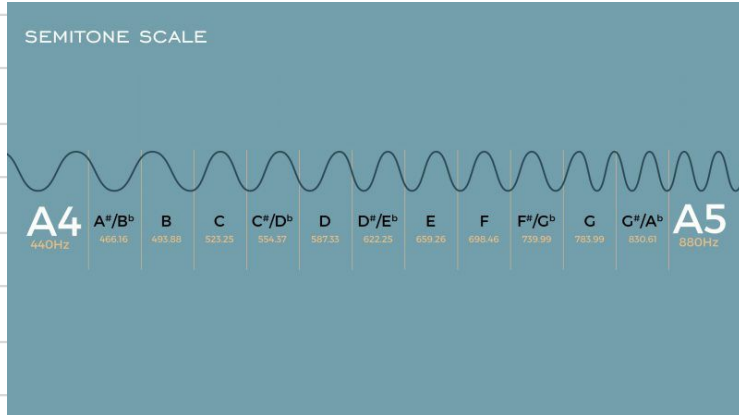 SEMITONE SCALE
A4 A#/Bb B C C#/Db D D#/Eb E F F#/Gb G G#/Ab A5
440Hz 466.16 493.88 523.25 554.37 587.33 622.25 659.26 698.46 739.99 783.99 830.61 880Hz